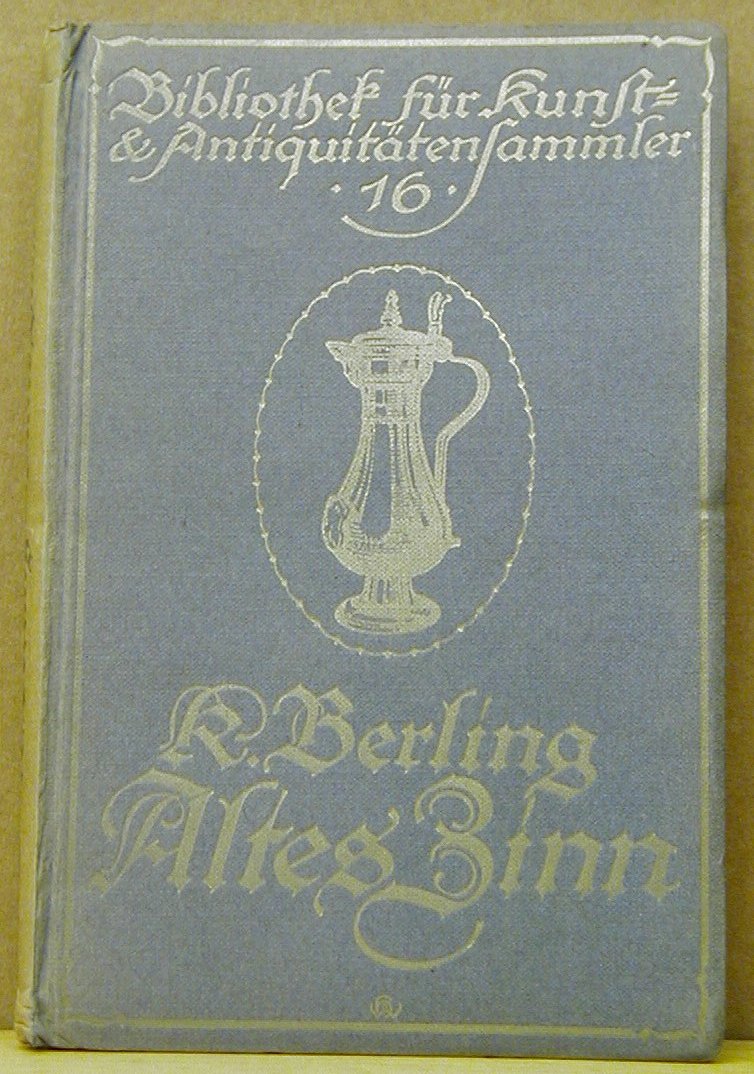 Bibliothek für Kunst=
& Antiquitätensammler
· 16 ·
K. Berling
Altes Zinn